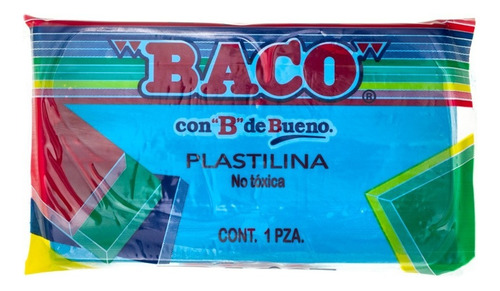 "BACO"
®
con "B" de Bueno.
PLASTILINA
No tóxica
CONT. 1 PZA.